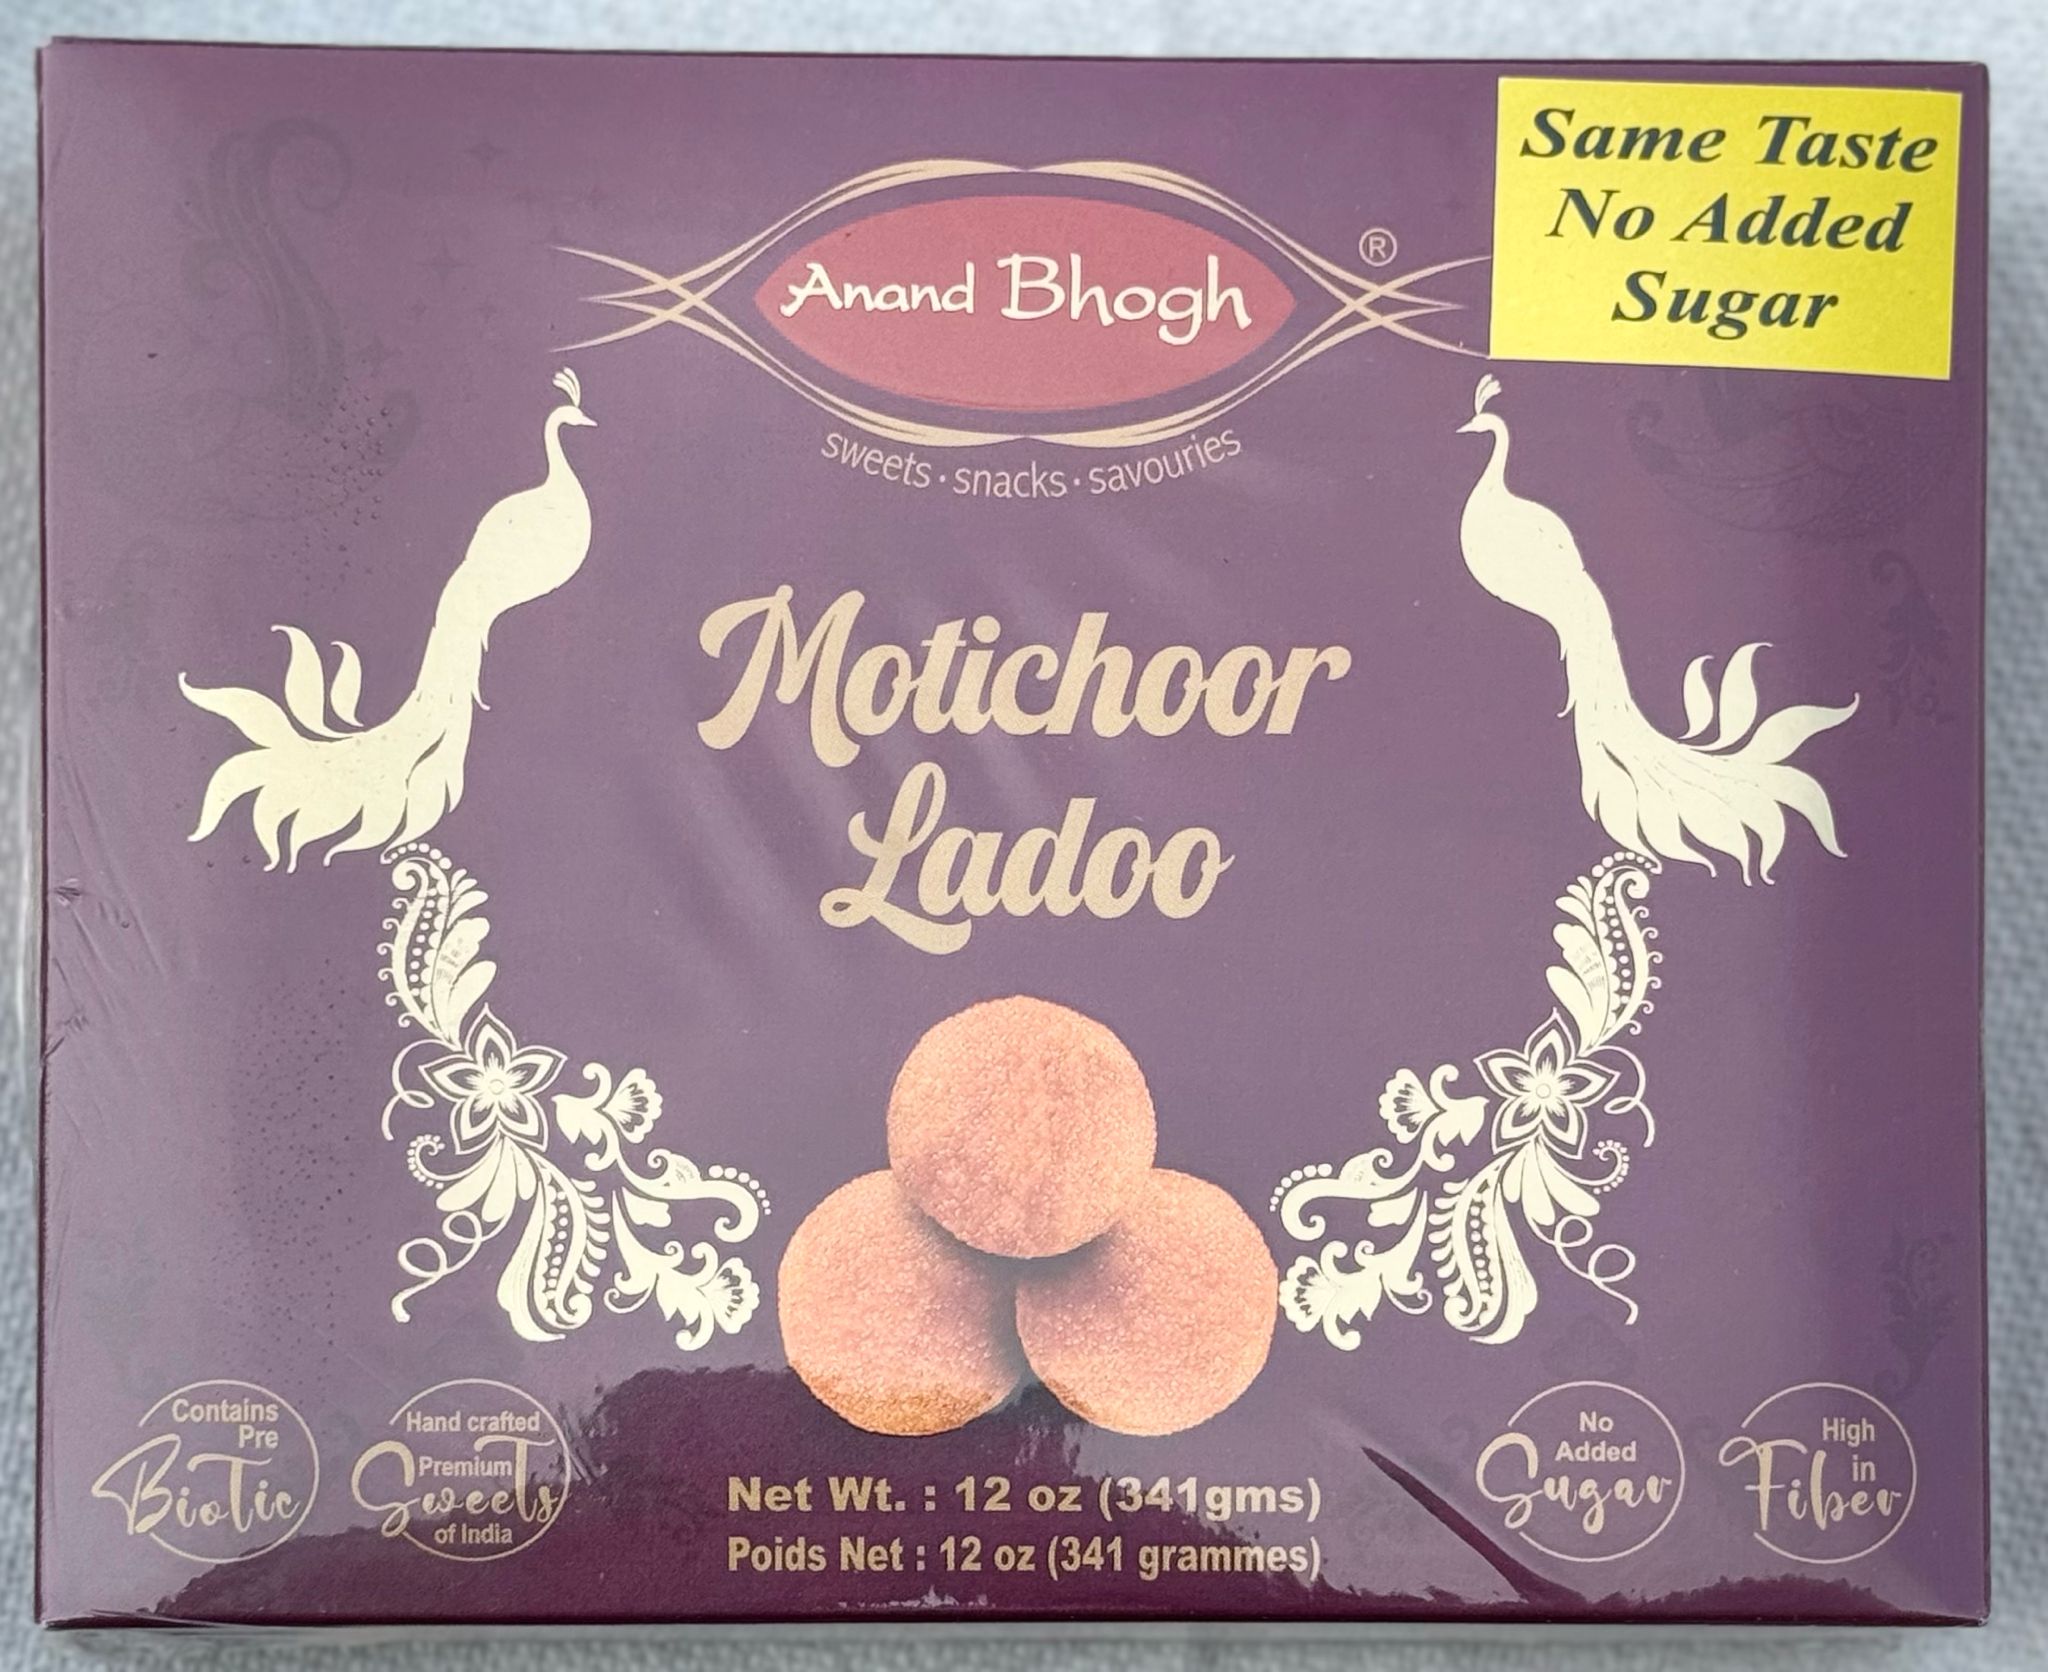 Same Taste
No Added
Sugar
Anand Bhogh ®
sweets · snacks · savouries
Motichoor
Ladoo
Contains
Pre
BioTic
Hand crafted
Premium
Sweets
of India
No
Added
Sugar
High
in
Fiber
Net Wt. : 12 oz (341gms)
Poids Net : 12 oz (341 grammes)